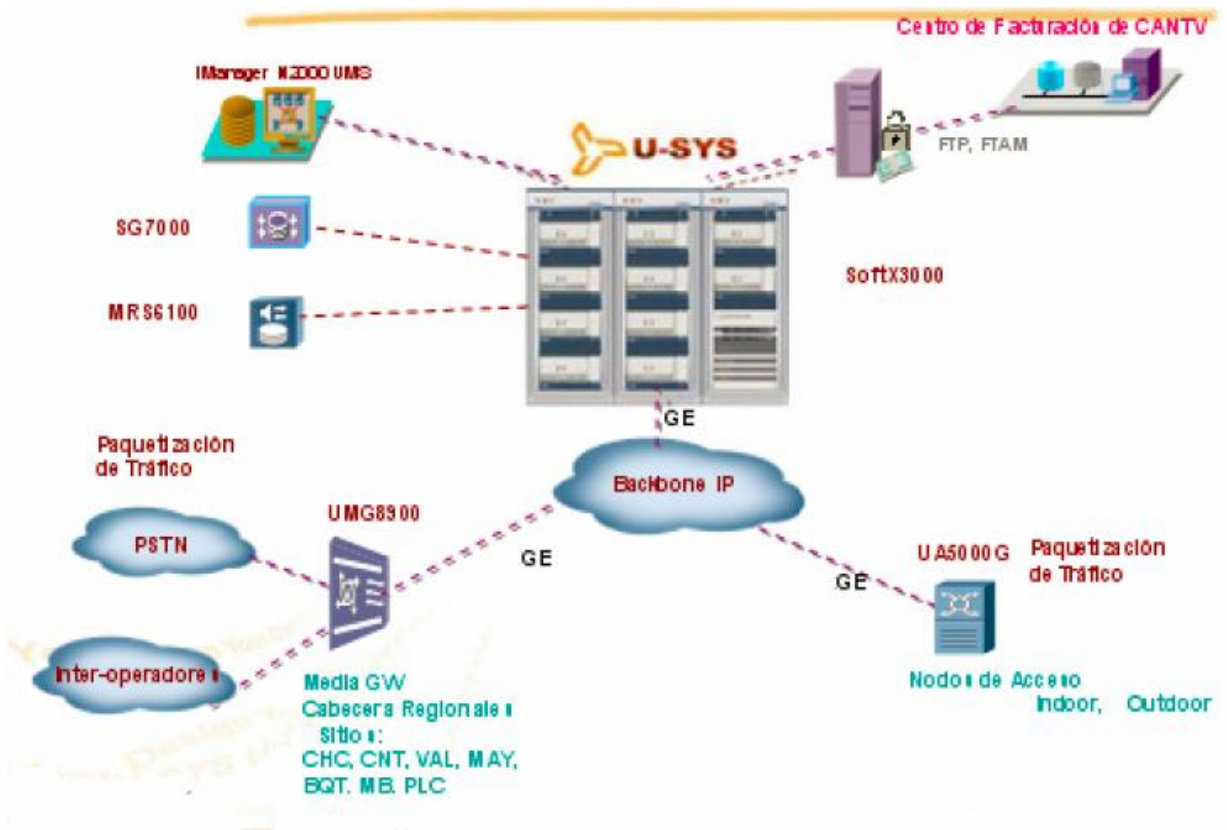 Centro de Facturación de CANTV
iManager N2000 UMS
U-SYS
FTP, FTAM
SG7000
SoftX3000
MRS6100
GE
Paquetización
de Tráfico
Backbone IP
UMG8900
PSTN
GE
UA5000G
Paquetización
de Tráfico
GE
Inter-operadores
Media GW
Cabecera Regionales
Sitios:
CHC, CNT, VAL, MAY,
BQT. MB. PLC
Nodos de Acceso
Indoor, Outdoor